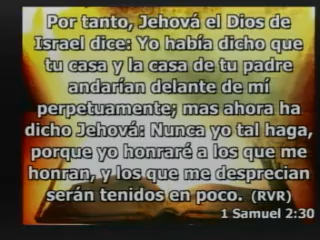 Por tanto, Jehová el Dios de
Israel dice: Yo había dicho que
tu casa y la casa de tu padre
andarían delante de mí
perpetuamente; mas ahora ha
dicho Jehová: Nunca yo tal haga,
porque yo honraré a los que me
honran, y los que me desprecian
serán tenidos en poco. (RVR)
1 Samuel 2:30